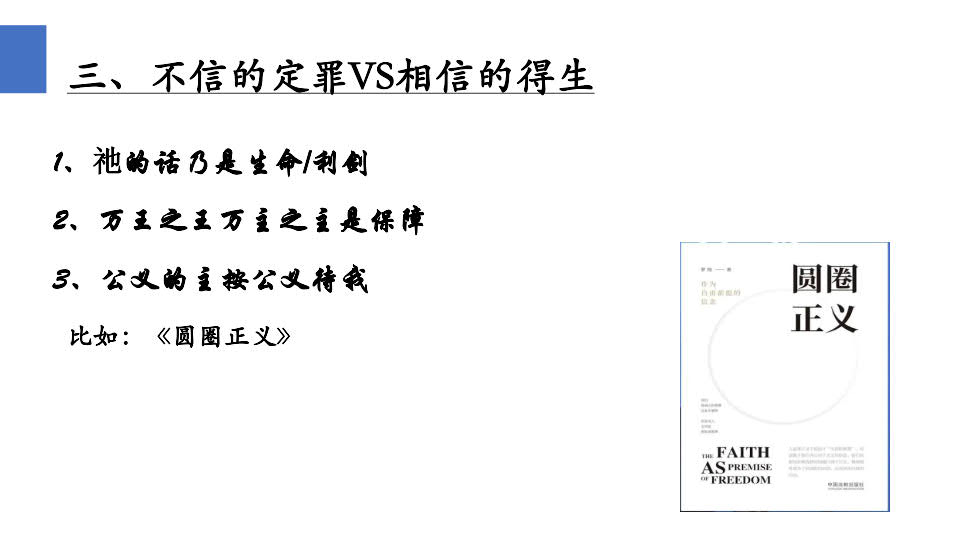 三、不信的定罪VS相信的得生
1、祂的话乃是生命/利剑
2、万王之王万主之主是保障
3、公义的主按公义待我
比如：《圆圈正义》
罗翔 一 著
圆圈
正义
作为
自由前提的
信念
THE FAITH
AS PREMISE
OF FREEDOM
中国法制出版社